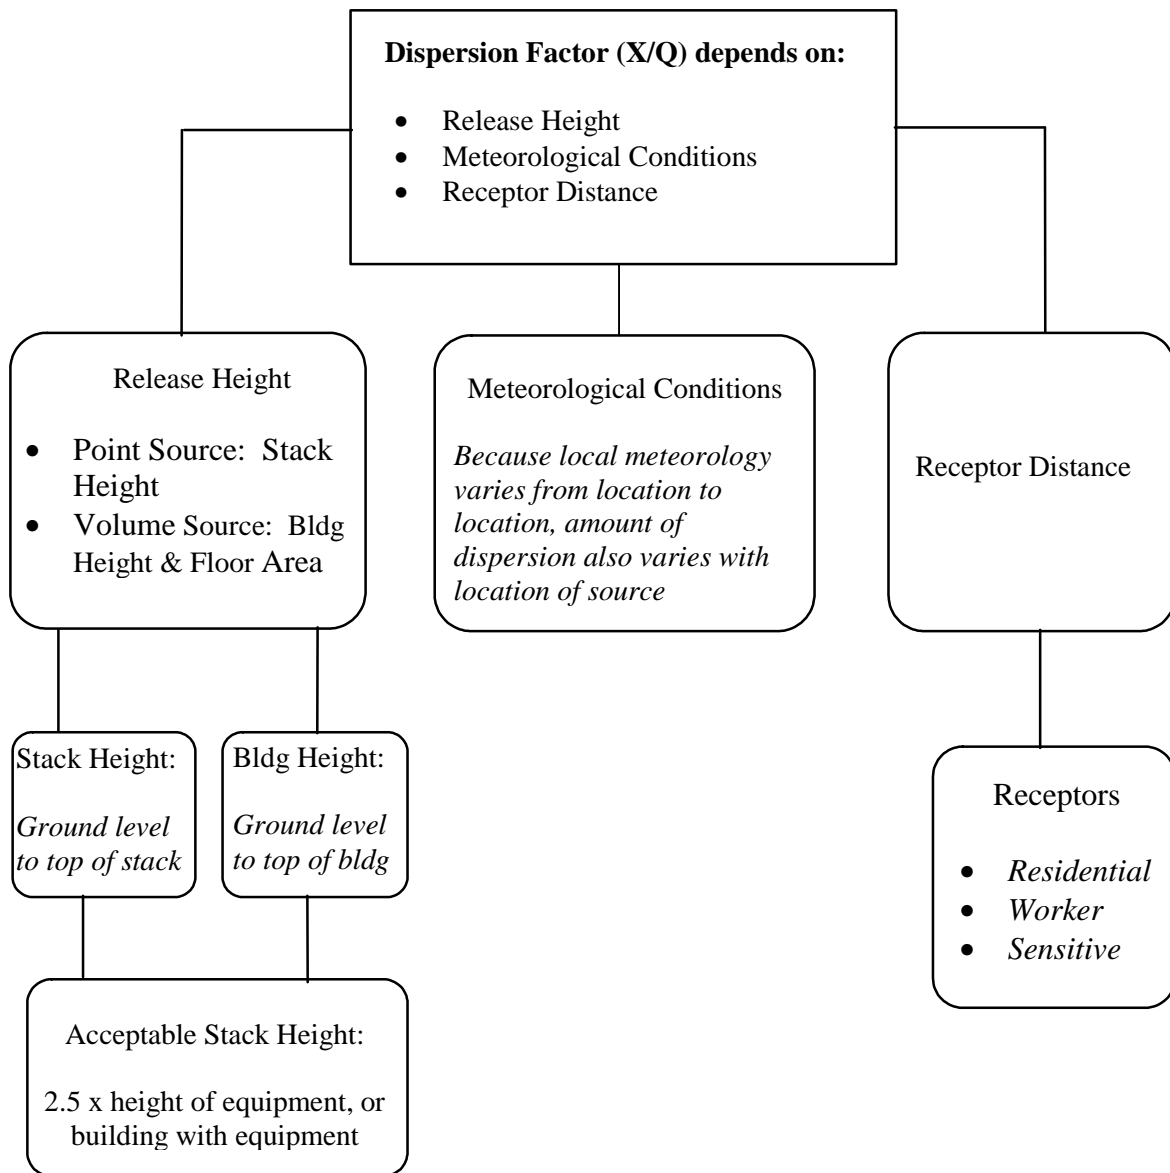 Dispersion Factor (X/Q) depends on:
• Release Height
• Meteorological Conditions
• Receptor Distance
Release Height
• Point Source: Stack
Height
• Volume Source: Bldg
Height & Floor Area
Meteorological Conditions
Because local meteorology
varies from location to
location, amount of
dispersion also varies with
location of source
Receptor Distance
Stack Height:
Ground level
to top of stack
Bldg Height:
Ground level
to top of bldg
Receptors
• Residential
• Worker
• Sensitive
Acceptable Stack Height:
2.5 x height of equipment, or
building with equipment